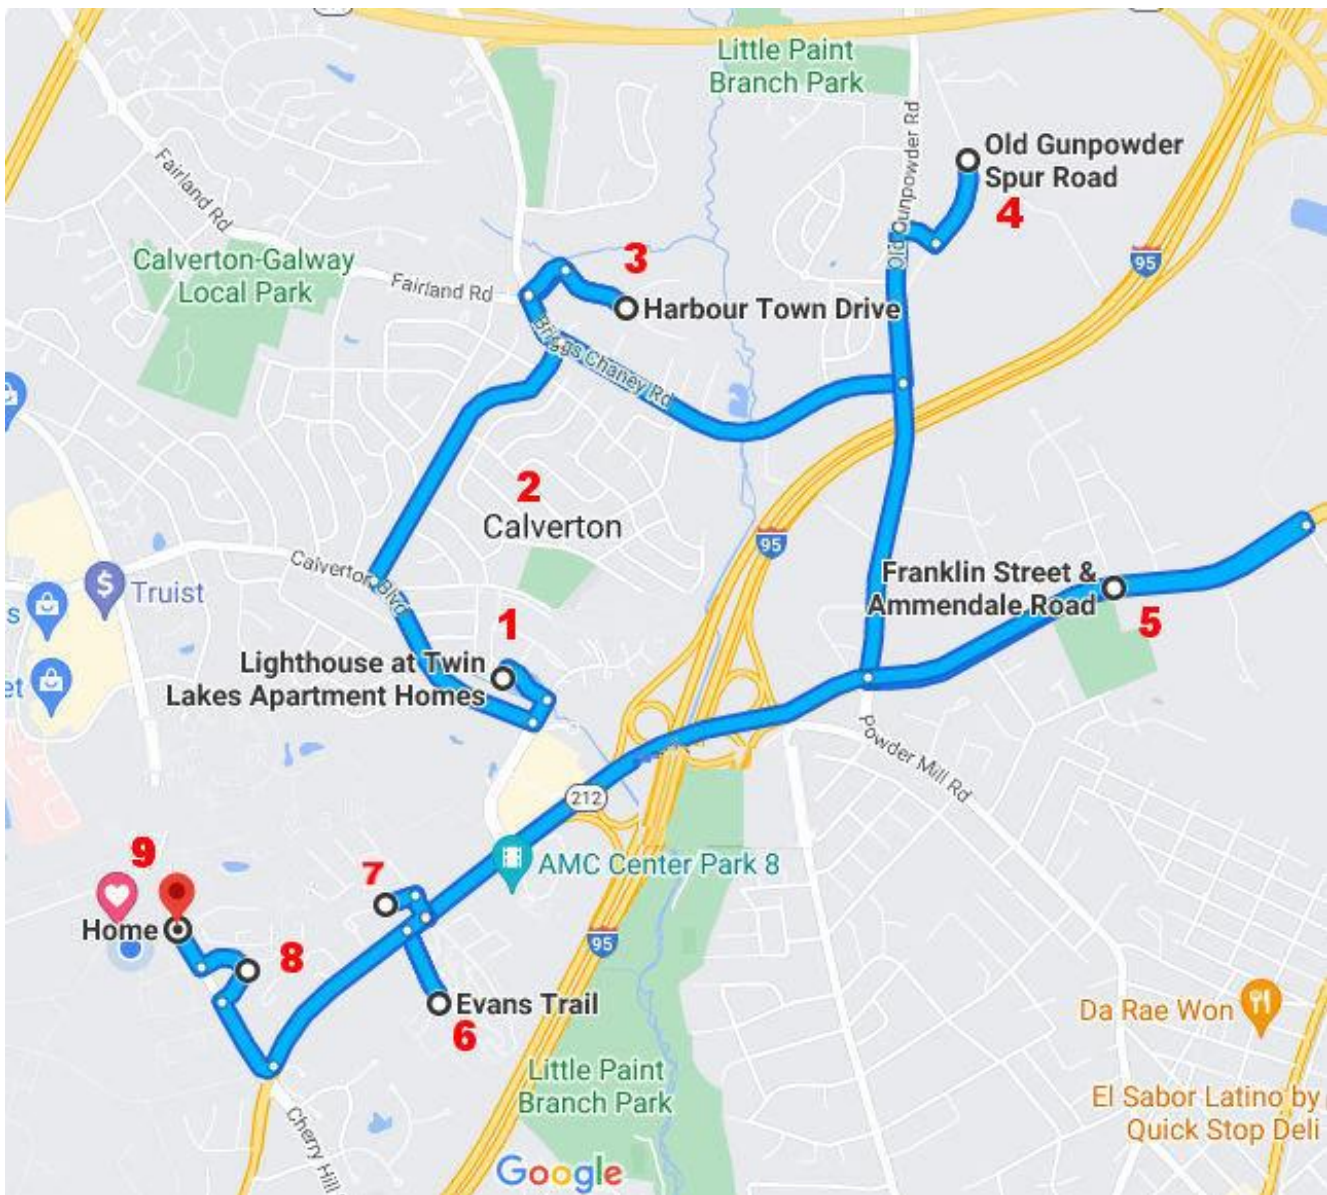 Little Paint
Branch Park
Old Gunpowder Rd
Old Gunpowder
Spur Road
4
Fairland Rd
Calverton-Galway
Local Park
Fairland Rd
3
Harbour Town Drive
95
Briggs Chaney Rd
2
Calverton
95
Calverton Blvd
Truist
s
Franklin Street &
Ammendale Road
5
1
Lighthouse at Twin
Lakes Apartment Homes
et
Powder Mill Rd
212
AMC Center Park 8
9
7
Home
8
95
Evans Trail
6
Da Rae Won
Little Paint
Branch Park
El Sabor Latino by
Quick Stop Deli
Cherry Hill
Google